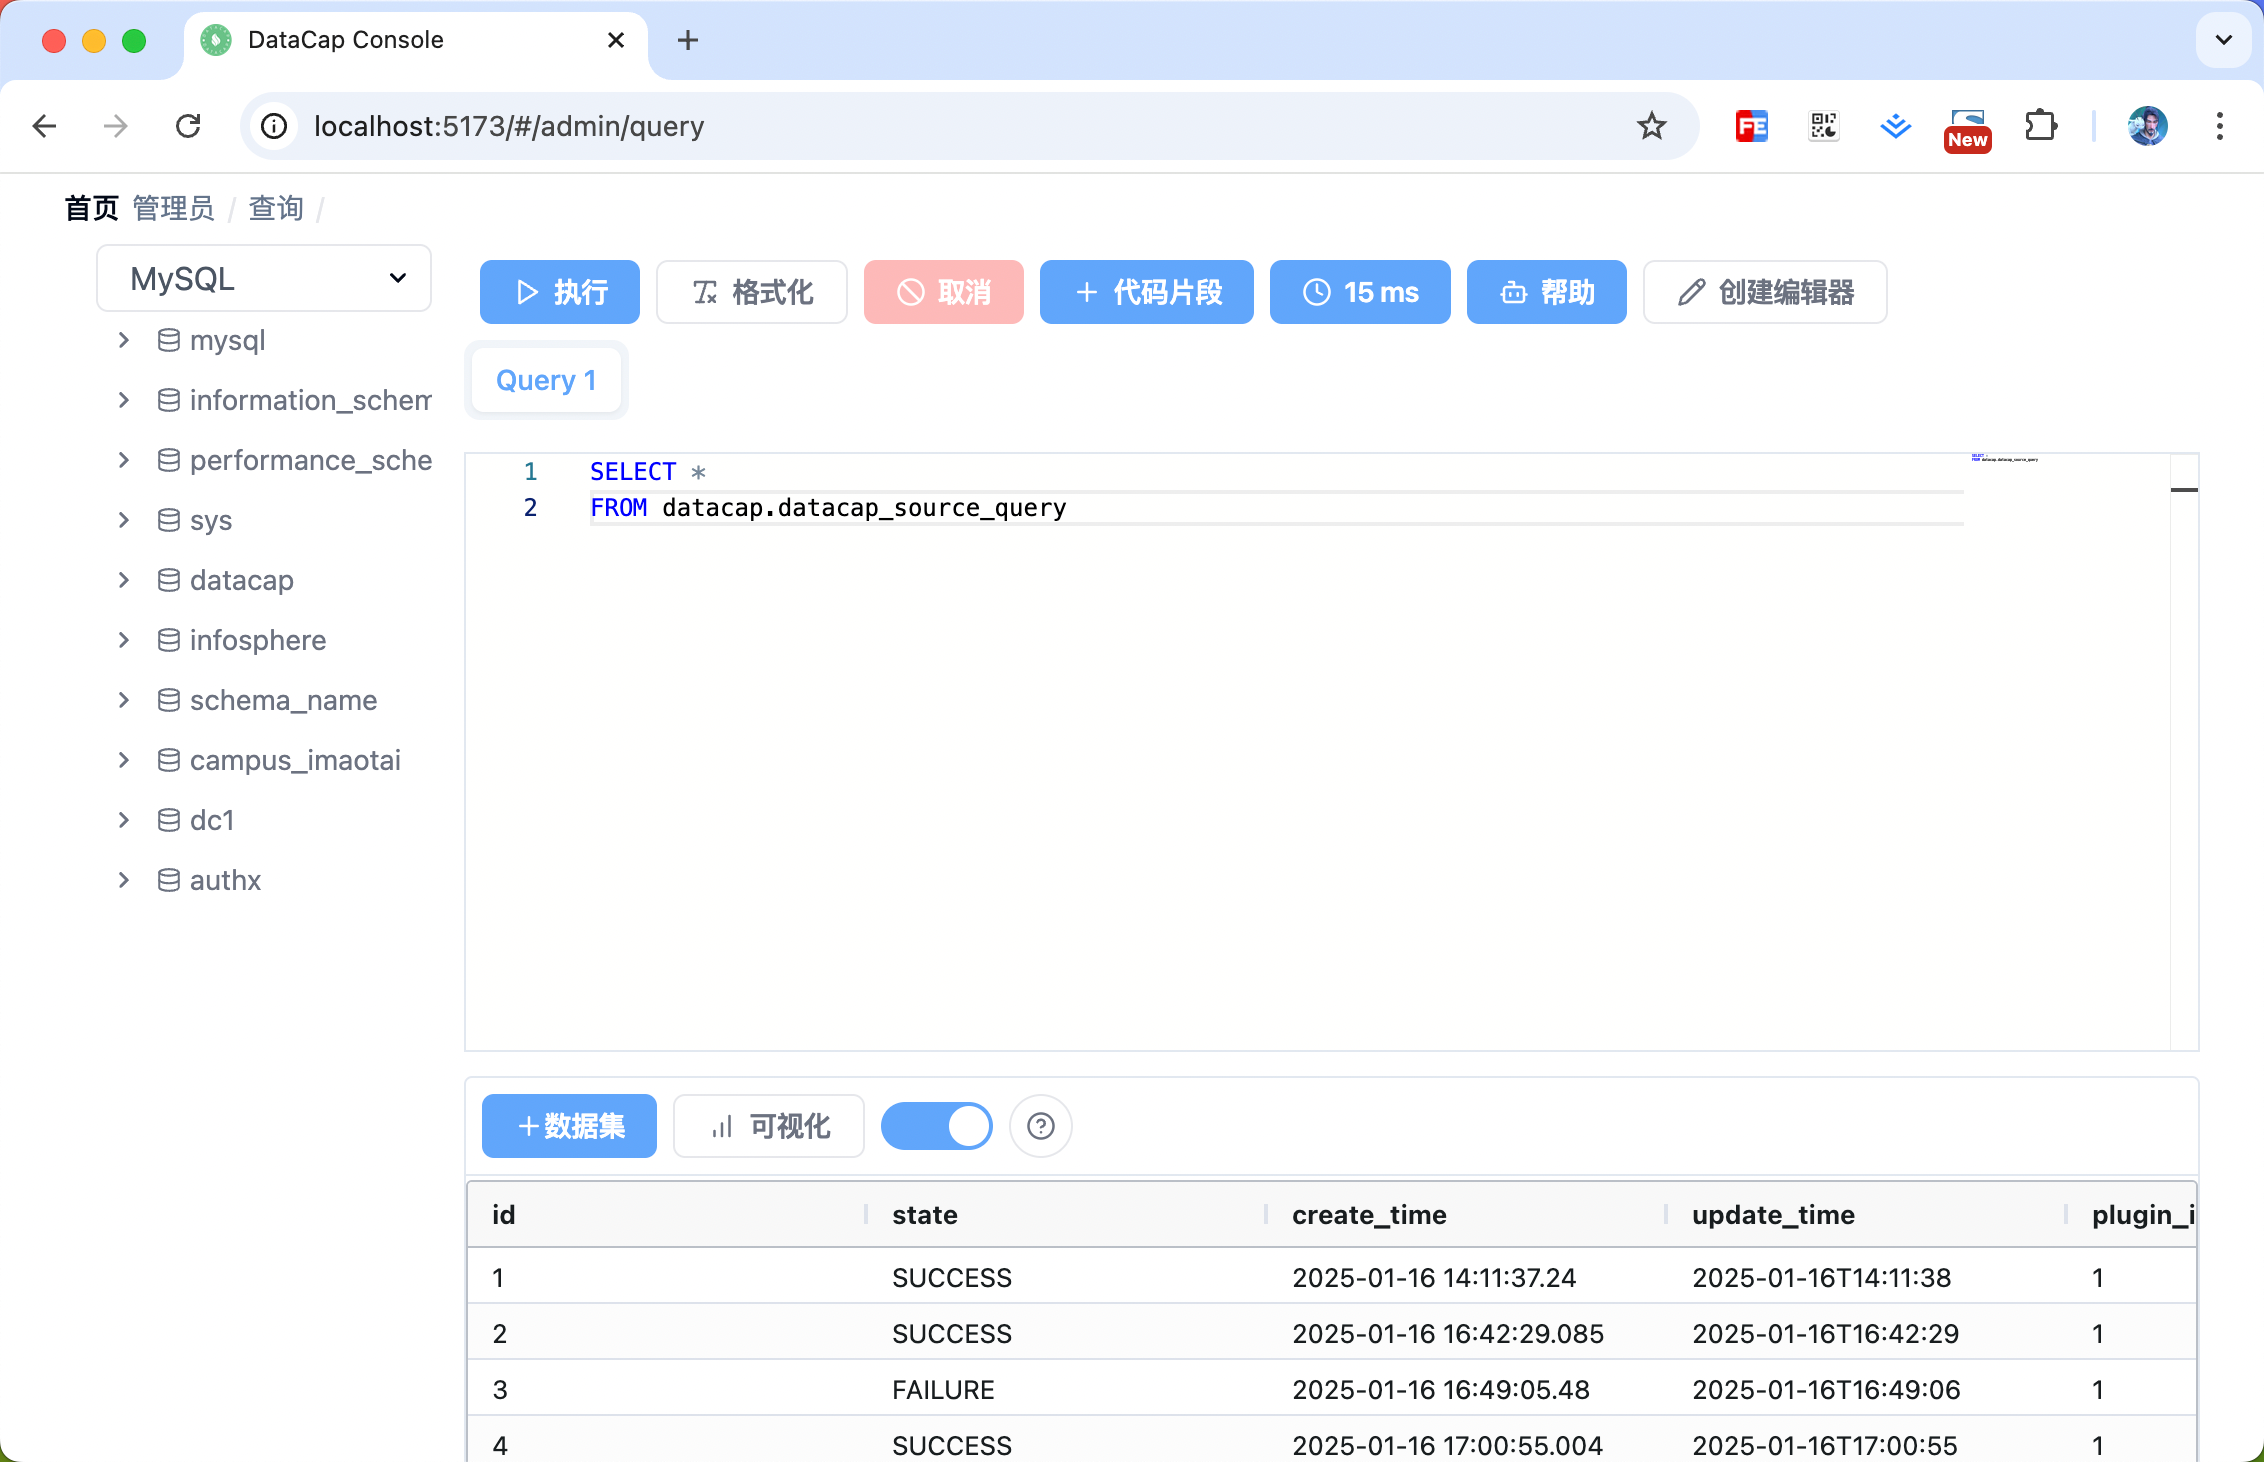 DataCap Console
localhost:5173/#/admin/query
New
首页 管理员 / 查询 /
MySQL
执行
格式化
取消
代码片段
15 ms
帮助
创建编辑器
mysql
information_schem
performance_sche
sys
datacap
infosphere
schema_name
campus_imaotai
dc1
authx
Query 1
1 SELECT *
2 FROM datacap.datacap_source_query
SELECT *
FROM datacap.datacap_source_query
数据集
可视化
id state create_time update_time plugin_i
1 SUCCESS 2025-01-16 14:11:37.24 2025-01-16T14:11:38 1
2 SUCCESS 2025-01-16 16:42:29.085 2025-01-16T16:42:29 1
3 FAILURE 2025-01-16 16:49:05.48 2025-01-16T16:49:06 1
4 SUCCESS 2025-01-16 17:00:55.004 2025-01-16T17:00:55 1